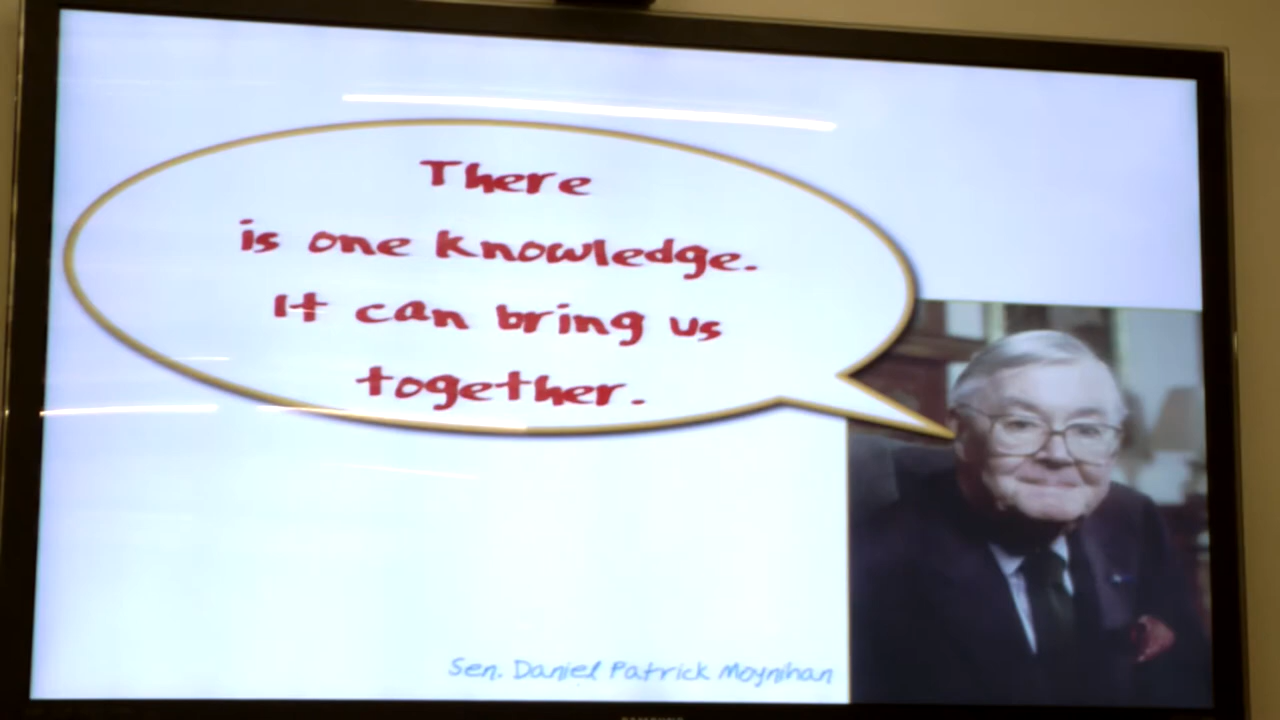 There
is one knowledge.
It can bring us
together.
Sen. Daniel Patrick Moynihan